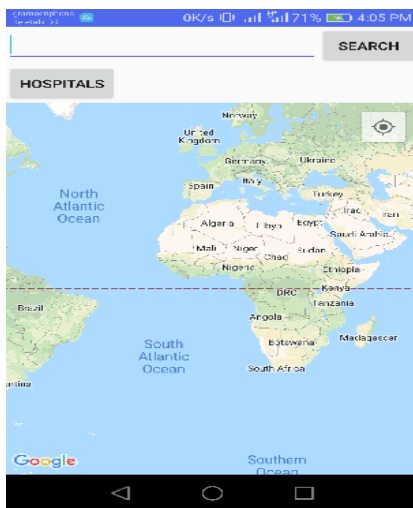 0K/s 71% 4:05 PM
SEARCH
HOSPITALS
Norway
United
Kingdom
Germany Ukraine
Spain Italy Turkey
North
Atlantic
Ocean
Iraq Iran
Algeria Libya Egypt
Saudi Arabia
Mali Niger Sudan
Chad
Nigeria Ethiopia
DRC Kenya
Tanzania
Brazil
Angola
Botswana Madagascar
South
Atlantic
Ocean
South Africa
ntina
Google
Southern
Ocean